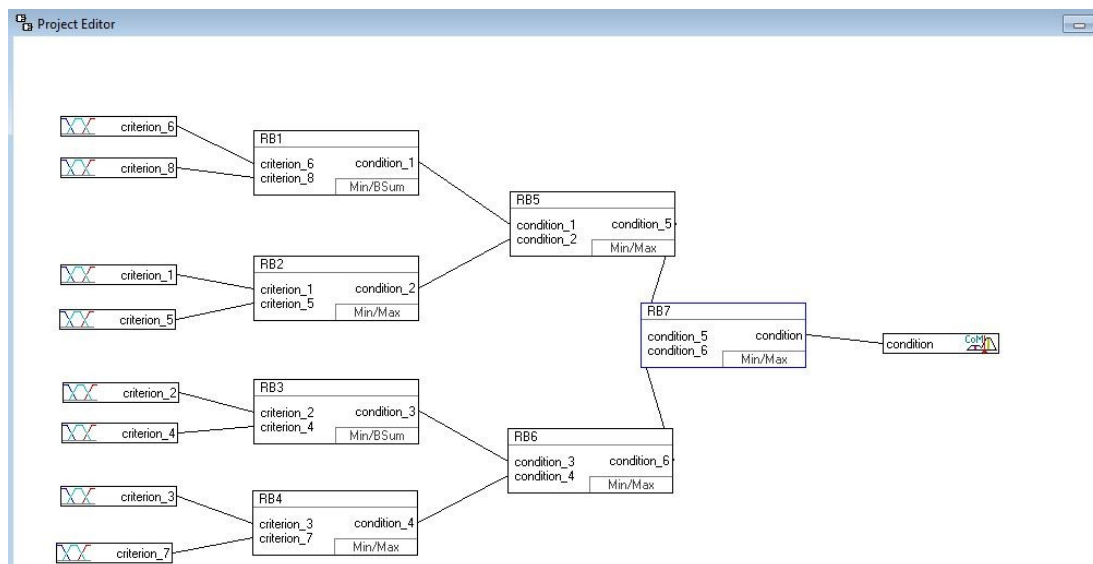 Project Editor
criterion_6
criterion_8
RB1
criterion_6 condition_1
criterion_8
Min/BSum
criterion_1
criterion_5
RB2
criterion_1 condition_2
criterion_5
Min/Max
RB5
condition_1 condition_5
condition_2
Min/Max
RB7
condition_5 condition
condition_6
Min/Max
condition
CoM
criterion_2
criterion_4
RB3
criterion_2 condition_3
criterion_4
Min/BSum
criterion_3
criterion_7
RB4
criterion_3 condition_4
criterion_7
Min/Max
RB6
condition_3 condition_6
condition_4
Min/Max